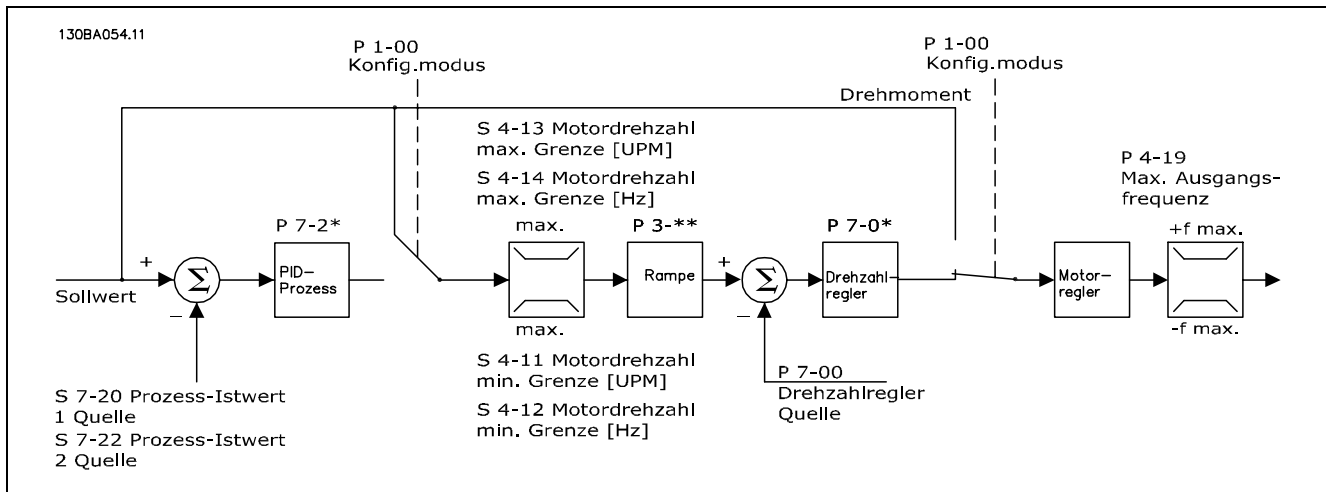 130BA054.11
P 1-00
Konfig.modus
P 1-00
Konfig.modus
Drehmoment
S 4-13 Motordrehzahl
max. Grenze [UPM]
S 4-14 Motordrehzahl
max. Grenze [Hz]
P 4-19
Max. Ausgangs-
frequenz
P 7-2*
max.
P 3-**
P 7-0*
+f max.
+
Σ
PID-
Prozess
Rampe
+
Σ
Drehzahl-
regler
Motor-
regler
Sollwert
–
–
max.
-f max.
S 7-20 Prozess-Istwert
1 Quelle
S 7-22 Prozess-Istwert
2 Quelle
S 4-11 Motordrehzahl
min. Grenze [UPM]
S 4-12 Motordrehzahl
min. Grenze [Hz]
P 7-00
Drehzahlregler
Quelle